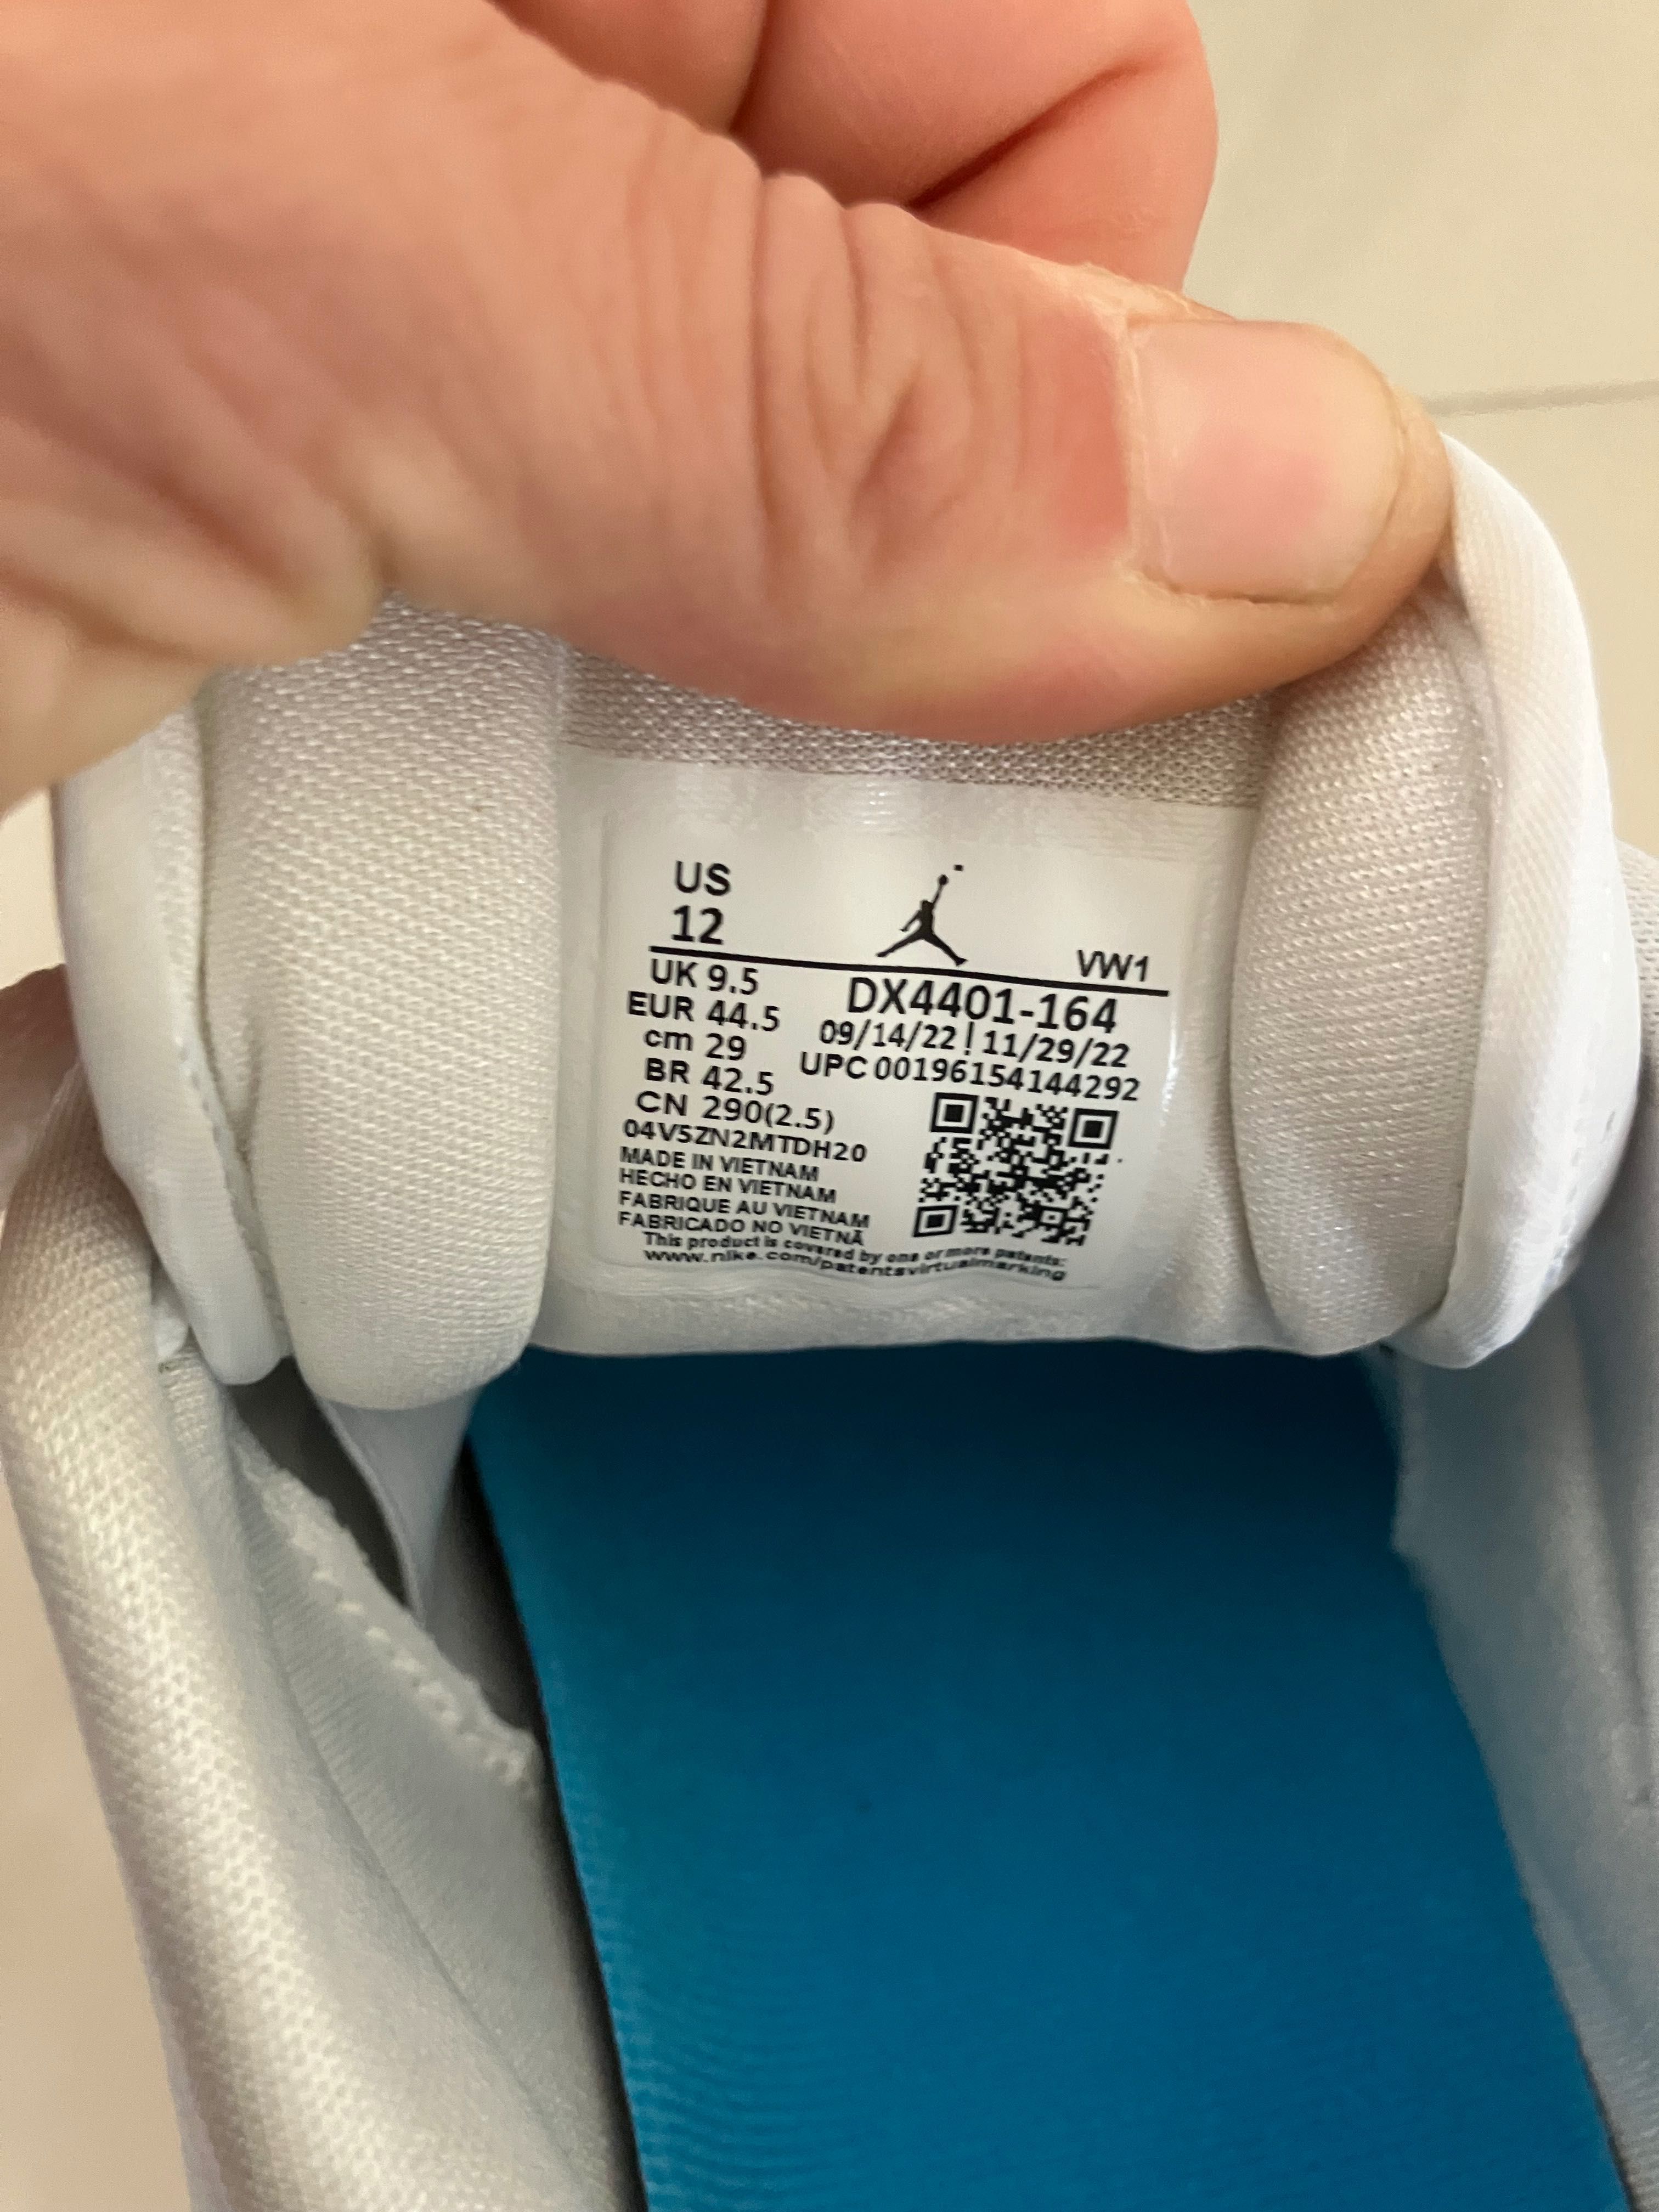 US
12
VW1
UK 9.5
DX4401-164
EUR 44.5
09/14/22 | 11/29/22
cm 29
UPC 00196154144292
BR 42.5
CN 290(2.5)
04V5ZN2MTDH20
MADE IN VIETNAM
HECHO EN VIETNAM
FABRIQUE AU VIETNAM
FABRICADO NO VIETNÃ
This product is covered by one or more patents:
www.nike.com/patentsvirtualmarking